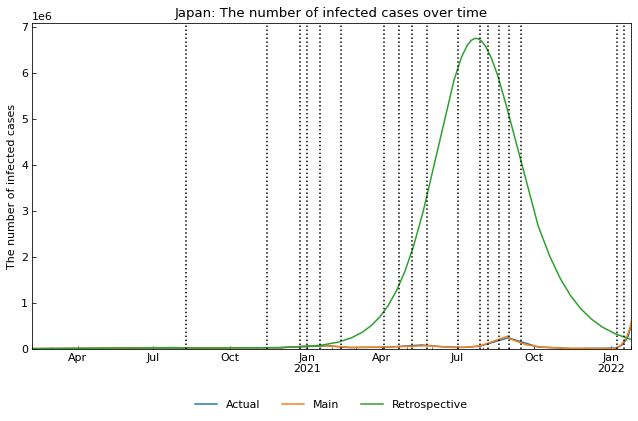 Japan: The number of infected cases over time
1e6
7
6
5
4
3
2
1
0
The number of infected cases
Apr Jul Oct Jan Apr Jul Oct Jan
2021 2022
Actual Main Retrospective